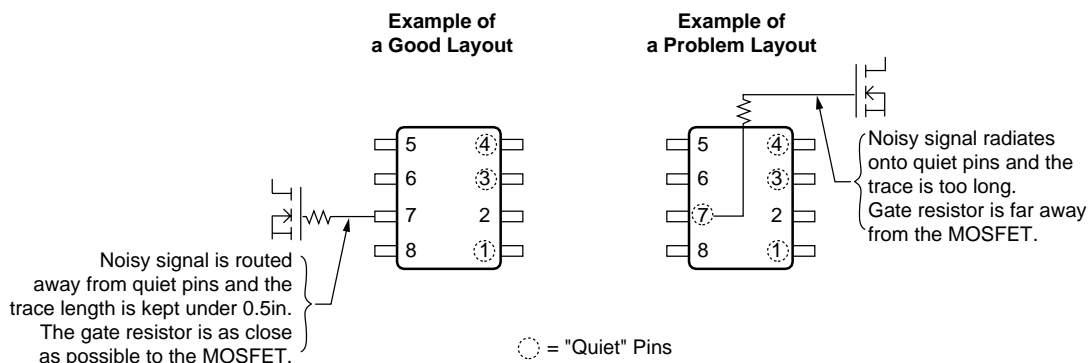 Example of
a Good Layout
Example of
a Problem Layout
5
4
6
3
7
2
8
1
5
4
6
3
7
2
8
1
Noisy signal radiates
onto quiet pins and the
trace is too long.
Gate resistor is far away
from the MOSFET.
Noisy signal is routed
away from quiet pins and the
trace length is kept under 0.5in.
The gate resistor is as close
as possible to the MOSFET.
= "Quiet" Pins